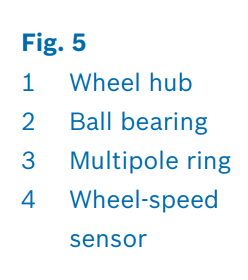 Fig. 5
1 Wheel hub
2 Ball bearing
3 Multipole ring
4 Wheel-speed
sensor